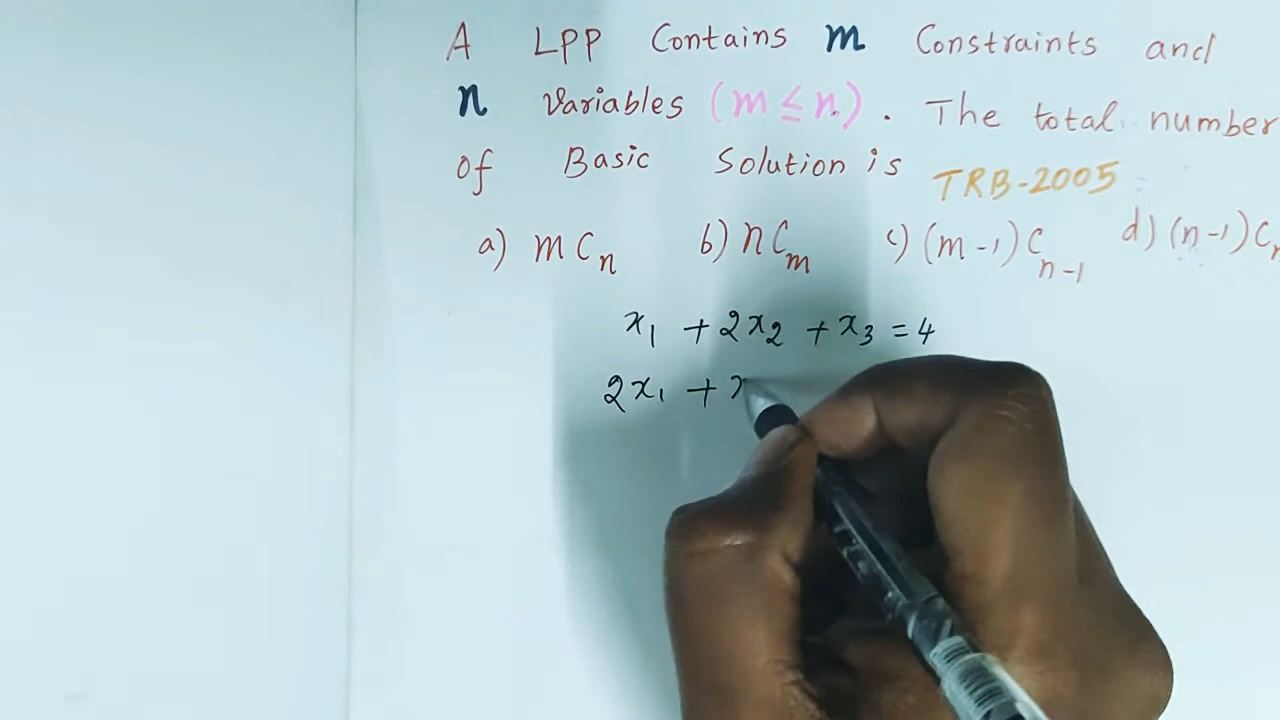 A LPP Contains m Constraints and
n Variables (m ≤ n). The total number
of Basic Solution is TRB-2005
a) mCₙ b) nCₘ c) (m-1)Cₙ₋₁ d) (n-1)C
x₁ + 2x₂ + x₃ = 4
2x₁ + x